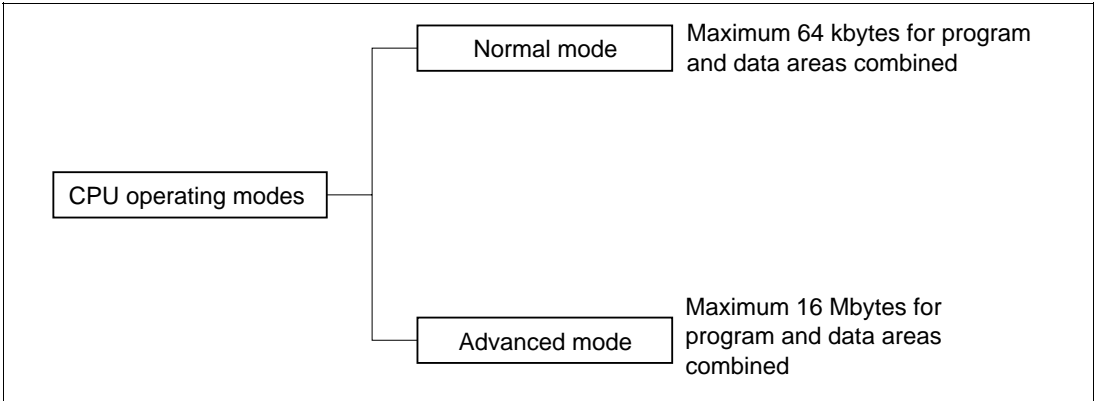 Normal mode
Maximum 64 kbytes for program
and data areas combined
CPU operating modes
Advanced mode
Maximum 16 Mbytes for
program and data areas
combined